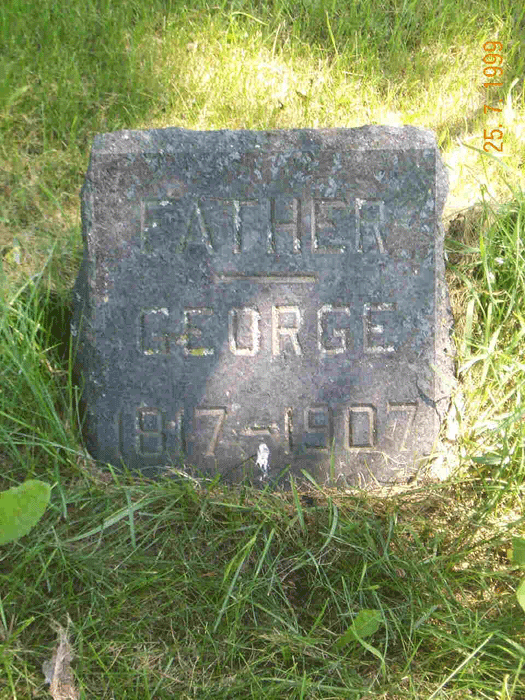 FATHER
GEORGE
1817-1907
25. 7. 1999